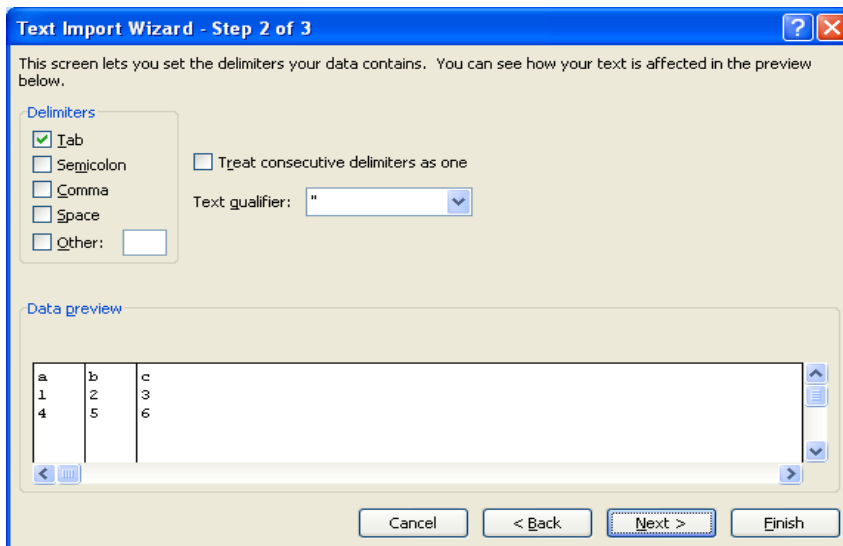 Text Import Wizard - Step 2 of 3
This screen lets you set the delimiters your data contains.  You can see how your text is affected in the preview
below.
Delimiters
Tab
Semicolon
Comma
Space
Other:
Treat consecutive delimiters as one
Text qualifier: "
Data preview
a b c
1 2 3
4 5 6
Cancel < Back Next > Finish